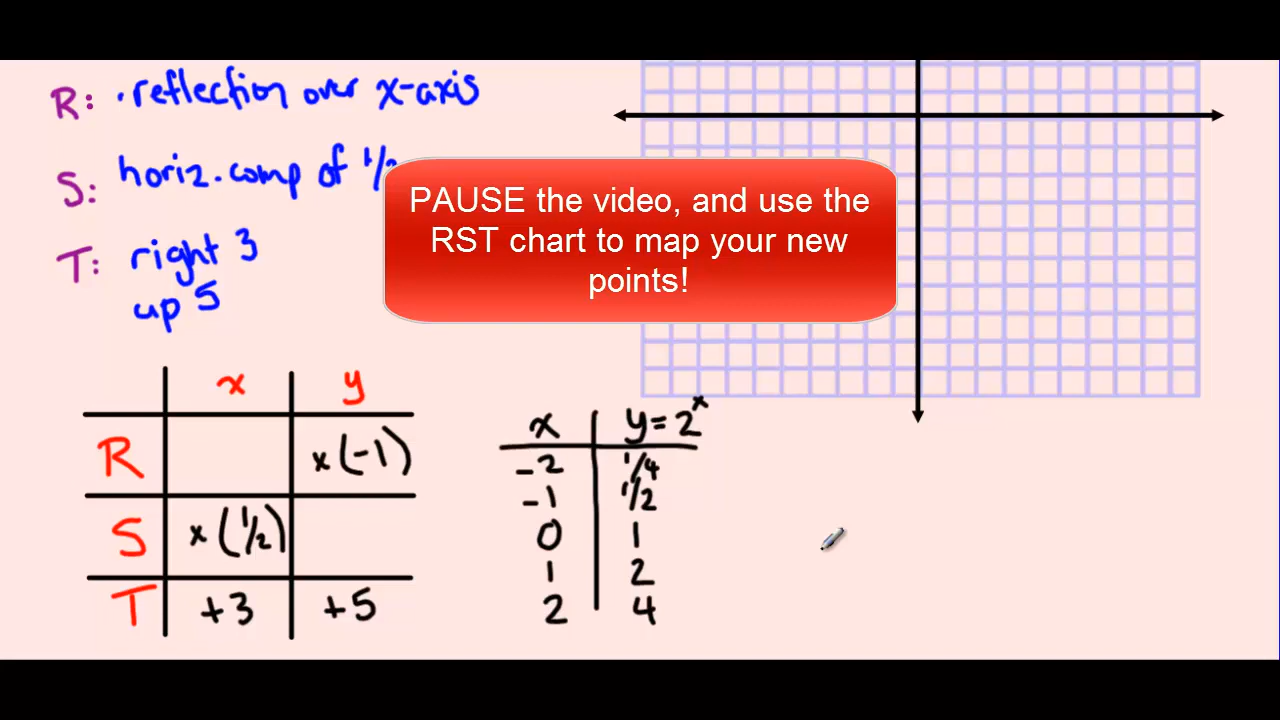 R: • reflection over x-axis
S: horiz. comp of 1/2
T: right 3
up 5
PAUSE the video, and use the
RST chart to map your new
points!
x y
R x(-1)
S x(1/2)
T +3 +5
x y=2^x
-2 1/4
-1 1/2
0 1
1 2
2 4